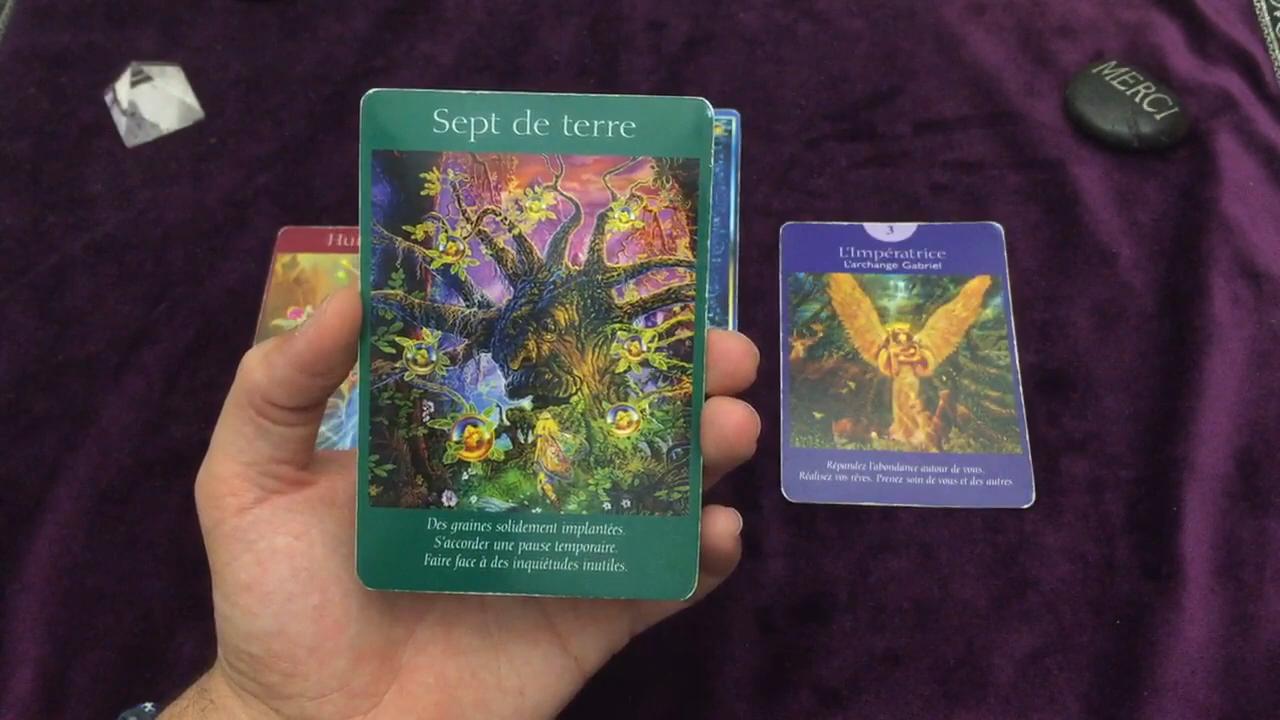 MERCI
Sept de terre
Des graines solidement implantées.
S'accorder une pause temporaire.
Faire face à des inquiétudes inutiles.
3
L'Impératrice
L'archange Gabriel
Répandez l'abondance autour de vous.
Réalisez vos rêves. Prenez soin de vous et des autres